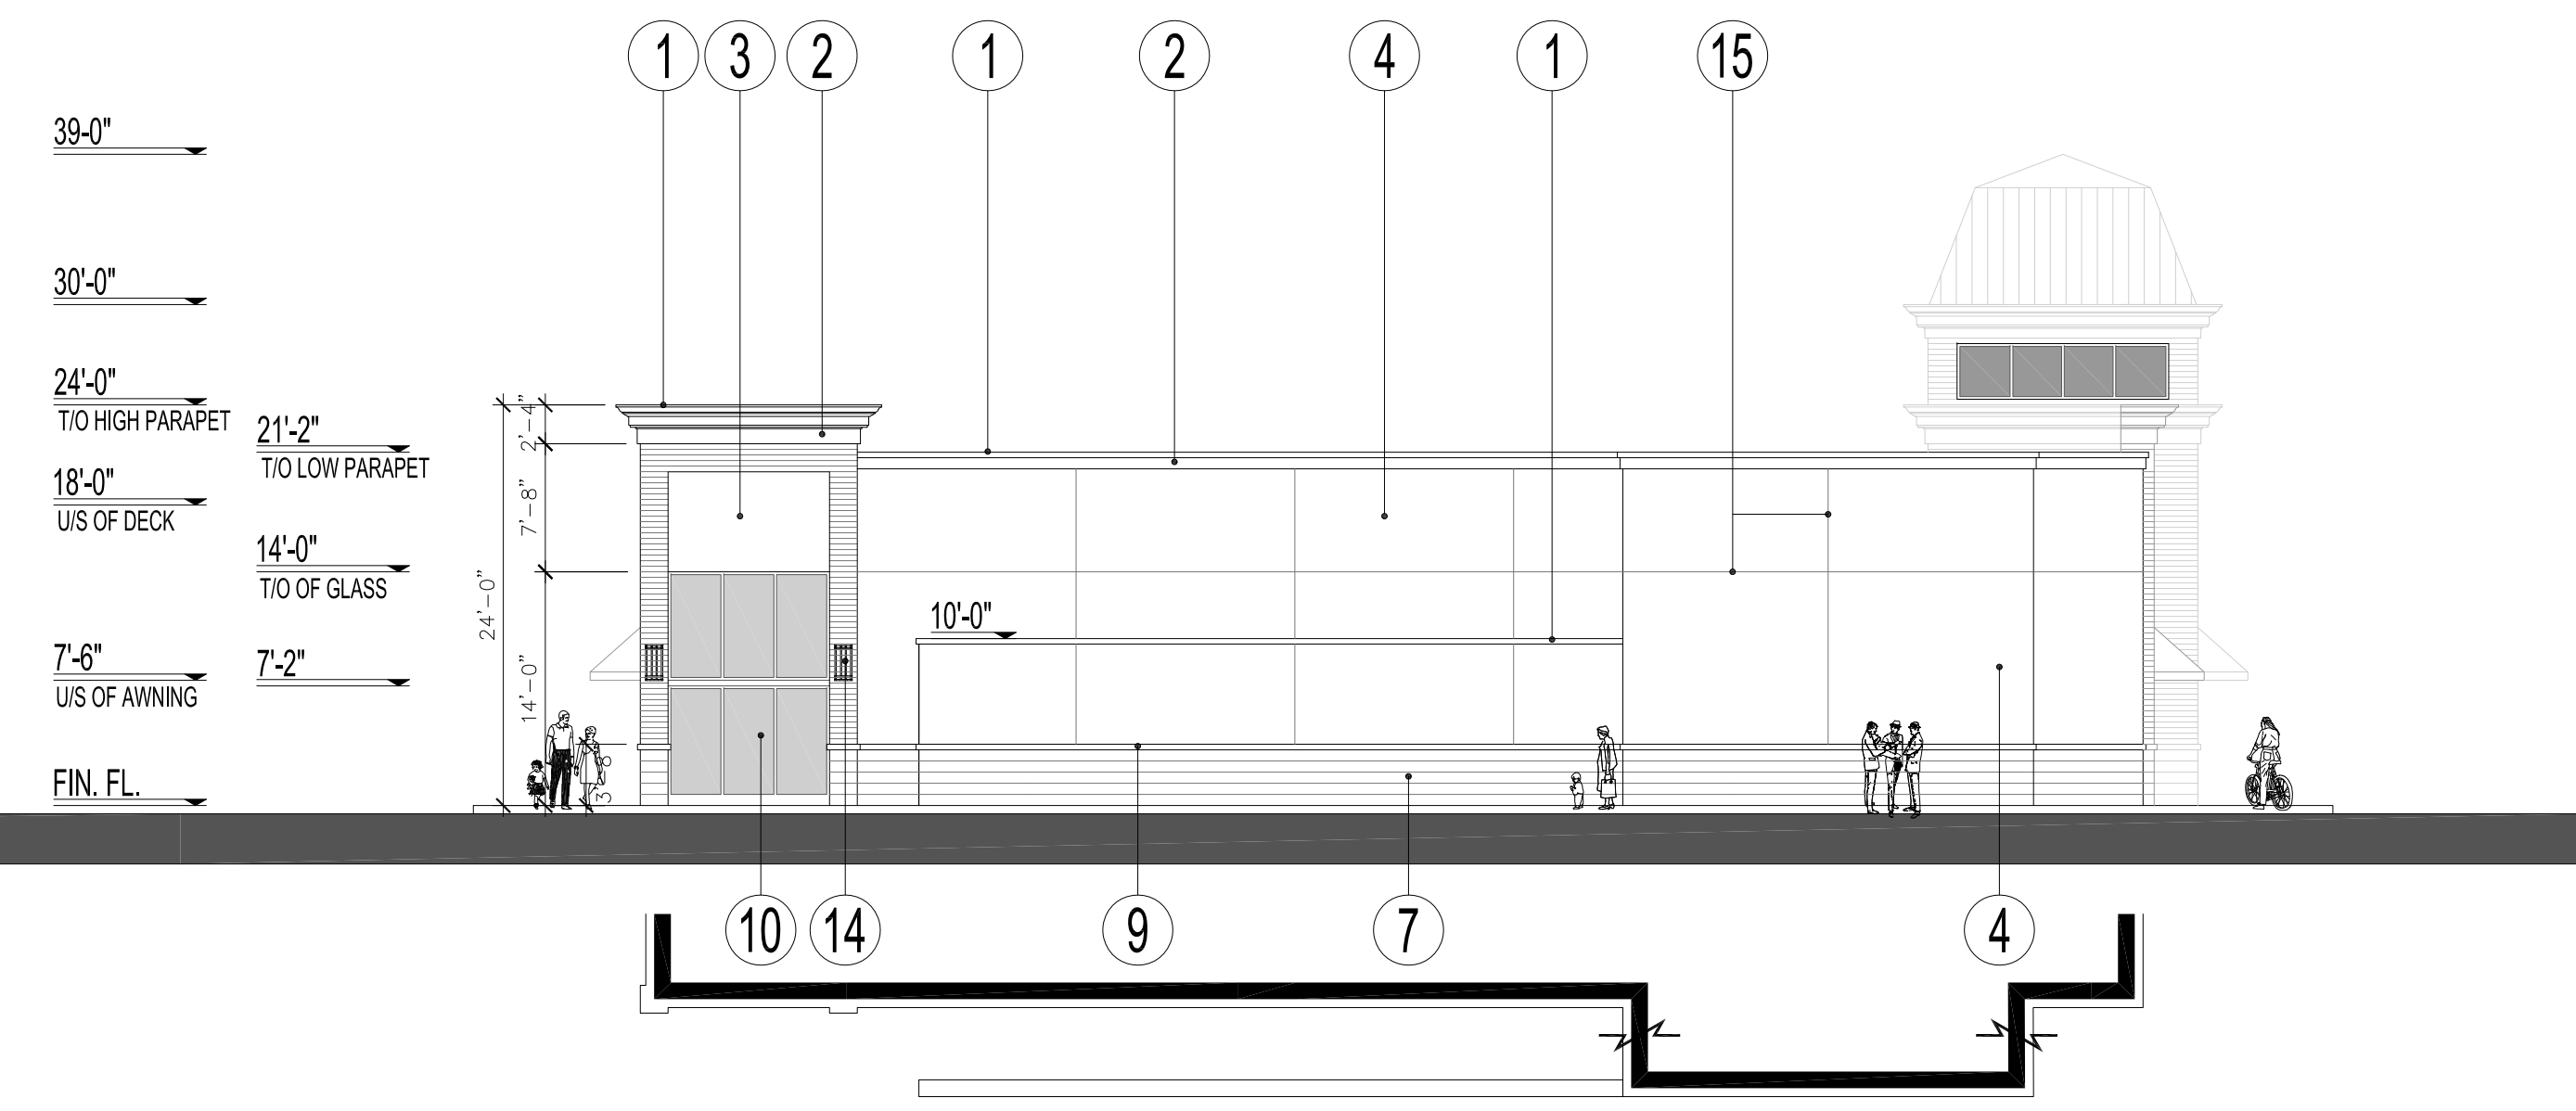 1 3 2 1 2 4 1 15
39-0"
30'-0"
24'-0"
T/O HIGH PARAPET
21'-2"
T/O LOW PARAPET
18'-0"
U/S OF DECK
14'-0"
T/O OF GLASS
7'-6"
U/S OF AWNING
7'-2"
FIN. FL.
24'-0"
2'-4"
7'-8"
14'-0"
3'-8"
10'-0"
10 14 9 7 4